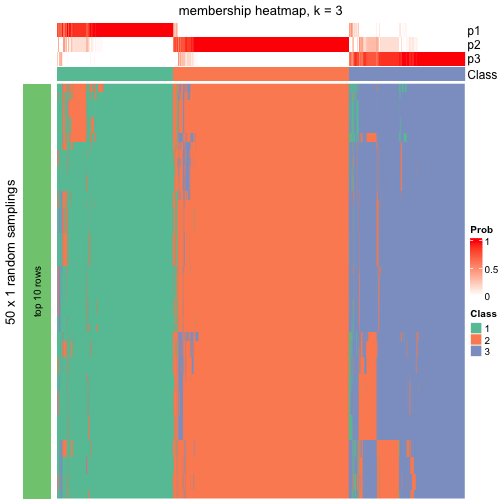 membership heatmap, k = 3
p1
p2
p3
Class
50 x 1 random samplings
top 10 rows
Prob
1
0.5
0
Class
1
2
3